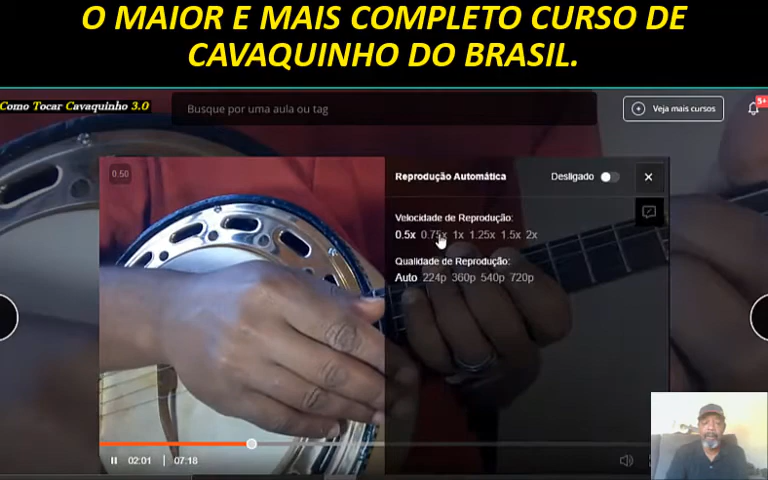 O MAIOR E MAIS COMPLETO CURSO DE
CAVAQUINHO DO BRASIL.
Como Tocar Cavaquinho 3.0
Busque por uma aula ou tag
Veja mais cursos
5+
0.50
Reprodução Automática
Desligado
Velocidade de Reprodução:
0.5x 0.75x 1x 1.25x 1.5x 2x
Qualidade de Reprodução:
Auto 224p 360p 540p 720p
02:01 | 07:18